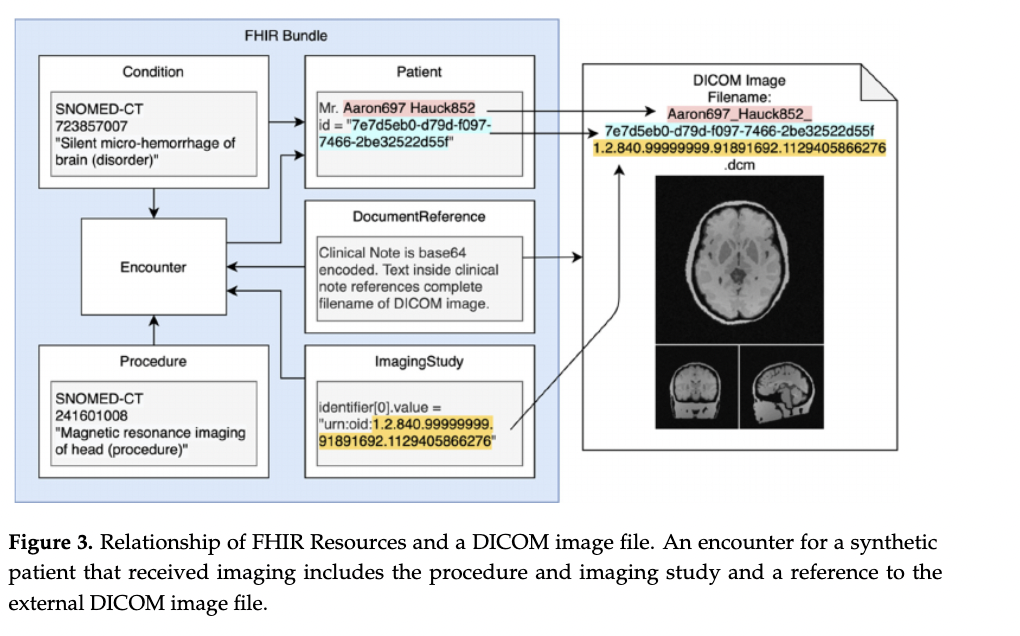 FHIR Bundle
Condition
SNOMED-CT
723857007
"Silent micro-hemorrhage of
brain (disorder)"
Patient
Mr. Aaron697 Hauck852
id = "7e7d5eb0-d79d-f097-
7466-2be32522d55f"
Encounter
DocumentReference
Clinical Note is base64
encoded. Text inside clinical
note references complete
filename of DICOM image.
Procedure
SNOMED-CT
241601008
"Magnetic resonance imaging
of head (procedure)"
ImagingStudy
identifier[0].value =
"urn:oid:1.2.840.99999999.
91891692.1129405866276"
DICOM Image
Filename:
Aaron697_Hauck852_
7e7d5eb0-d79d-f097-7466-2be32522d55f
1.2.840.99999999.91891692.1129405866276
.dcm
Figure 3. Relationship of FHIR Resources and a DICOM image file. An encounter for a synthetic
patient that received imaging includes the procedure and imaging study and a reference to the
external DICOM image file.